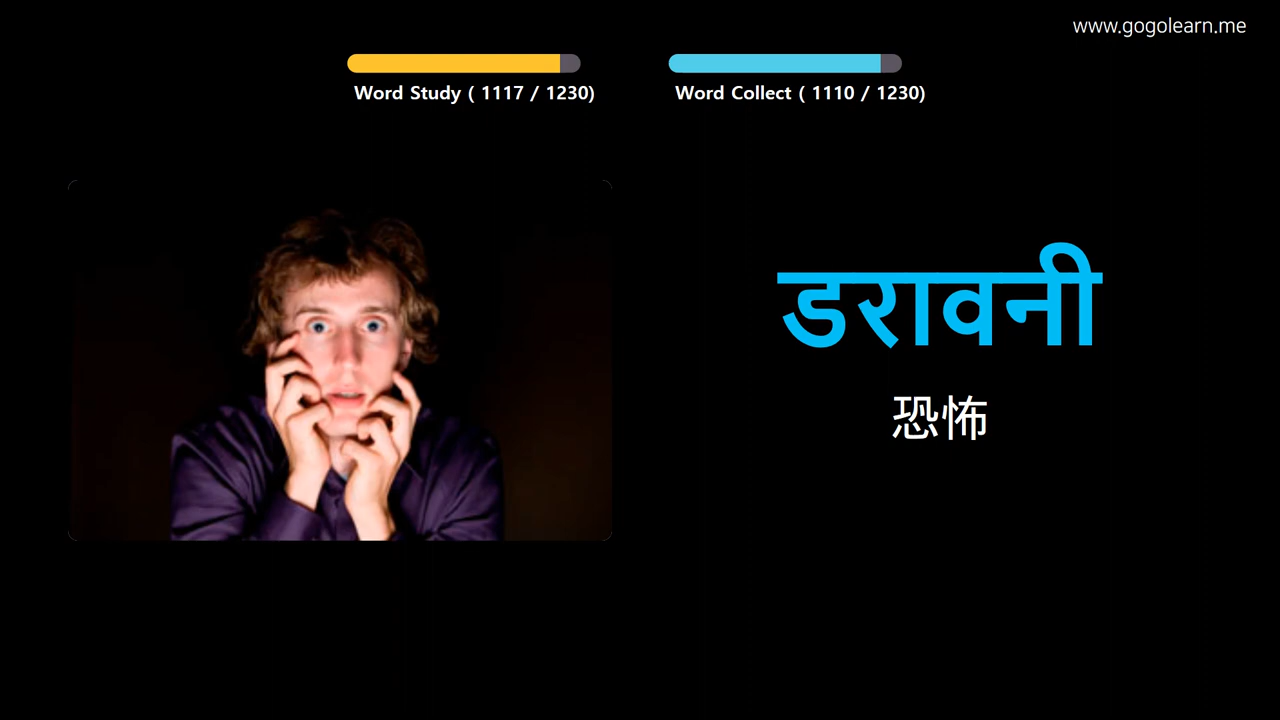 www.gogolearn.me
Word Study ( 1117 / 1230)
Word Collect ( 1110 / 1230)
डरावनी
恐怖